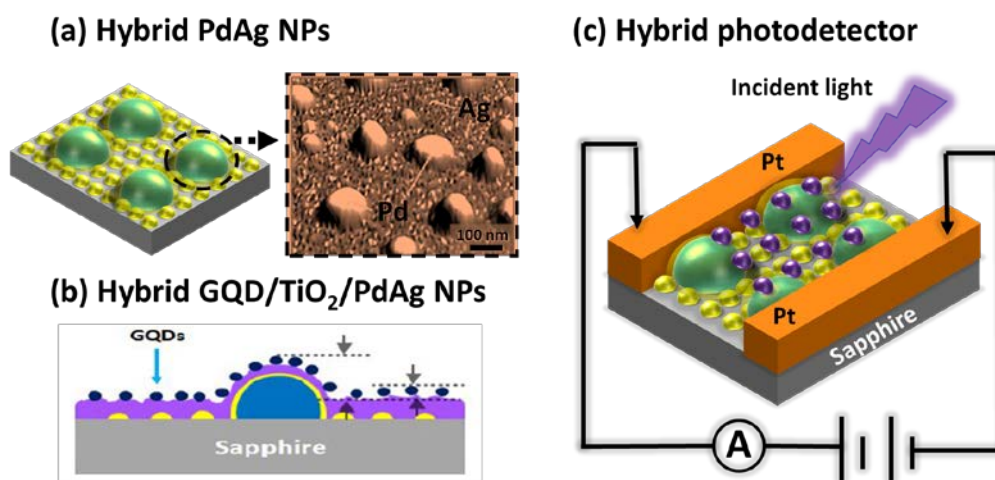 (a) Hybrid PdAg NPs
Ag
Pd
100 nm
(b) Hybrid GQD/TiO₂/PdAg NPs
GQDs
Sapphire
(c) Hybrid photodetector
Incident light
Pt
Pt
Sapphire
A